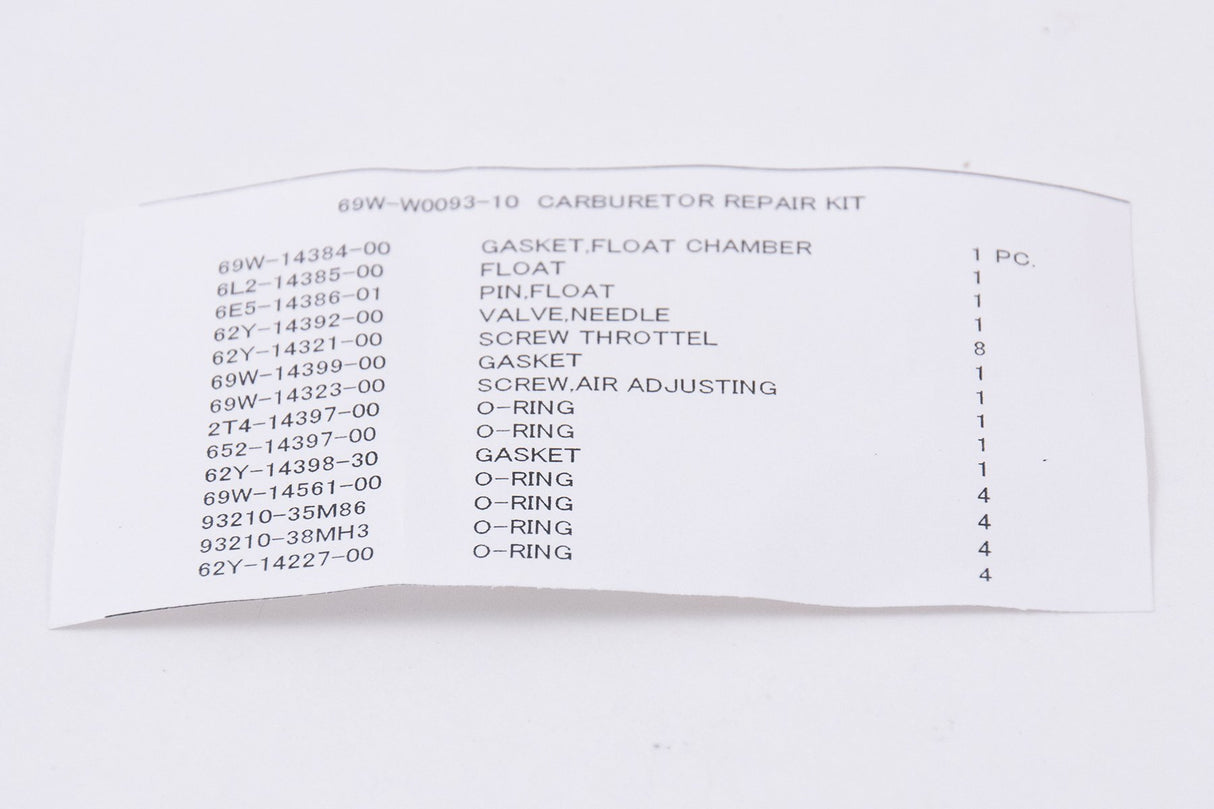 69W-W0093-10 CARBURETOR REPAIR KIT
69W-14384-00 GASKET,FLOAT CHAMBER 1 PC.
6L2-14385-00 FLOAT 1
6E5-14386-01 PIN,FLOAT 1
62Y-14392-00 VALVE,NEEDLE 1
62Y-14321-00 SCREW THROTTEL 8
69W-14399-00 GASKET 1
69W-14323-00 SCREW,AIR ADJUSTING 1
2T4-14397-00 O-RING 1
652-14397-00 O-RING 1
62Y-14398-30 GASKET 1
69W-14561-00 O-RING 4
93210-35M86 O-RING 4
93210-38MH3 O-RING 4
62Y-14227-00 O-RING 4